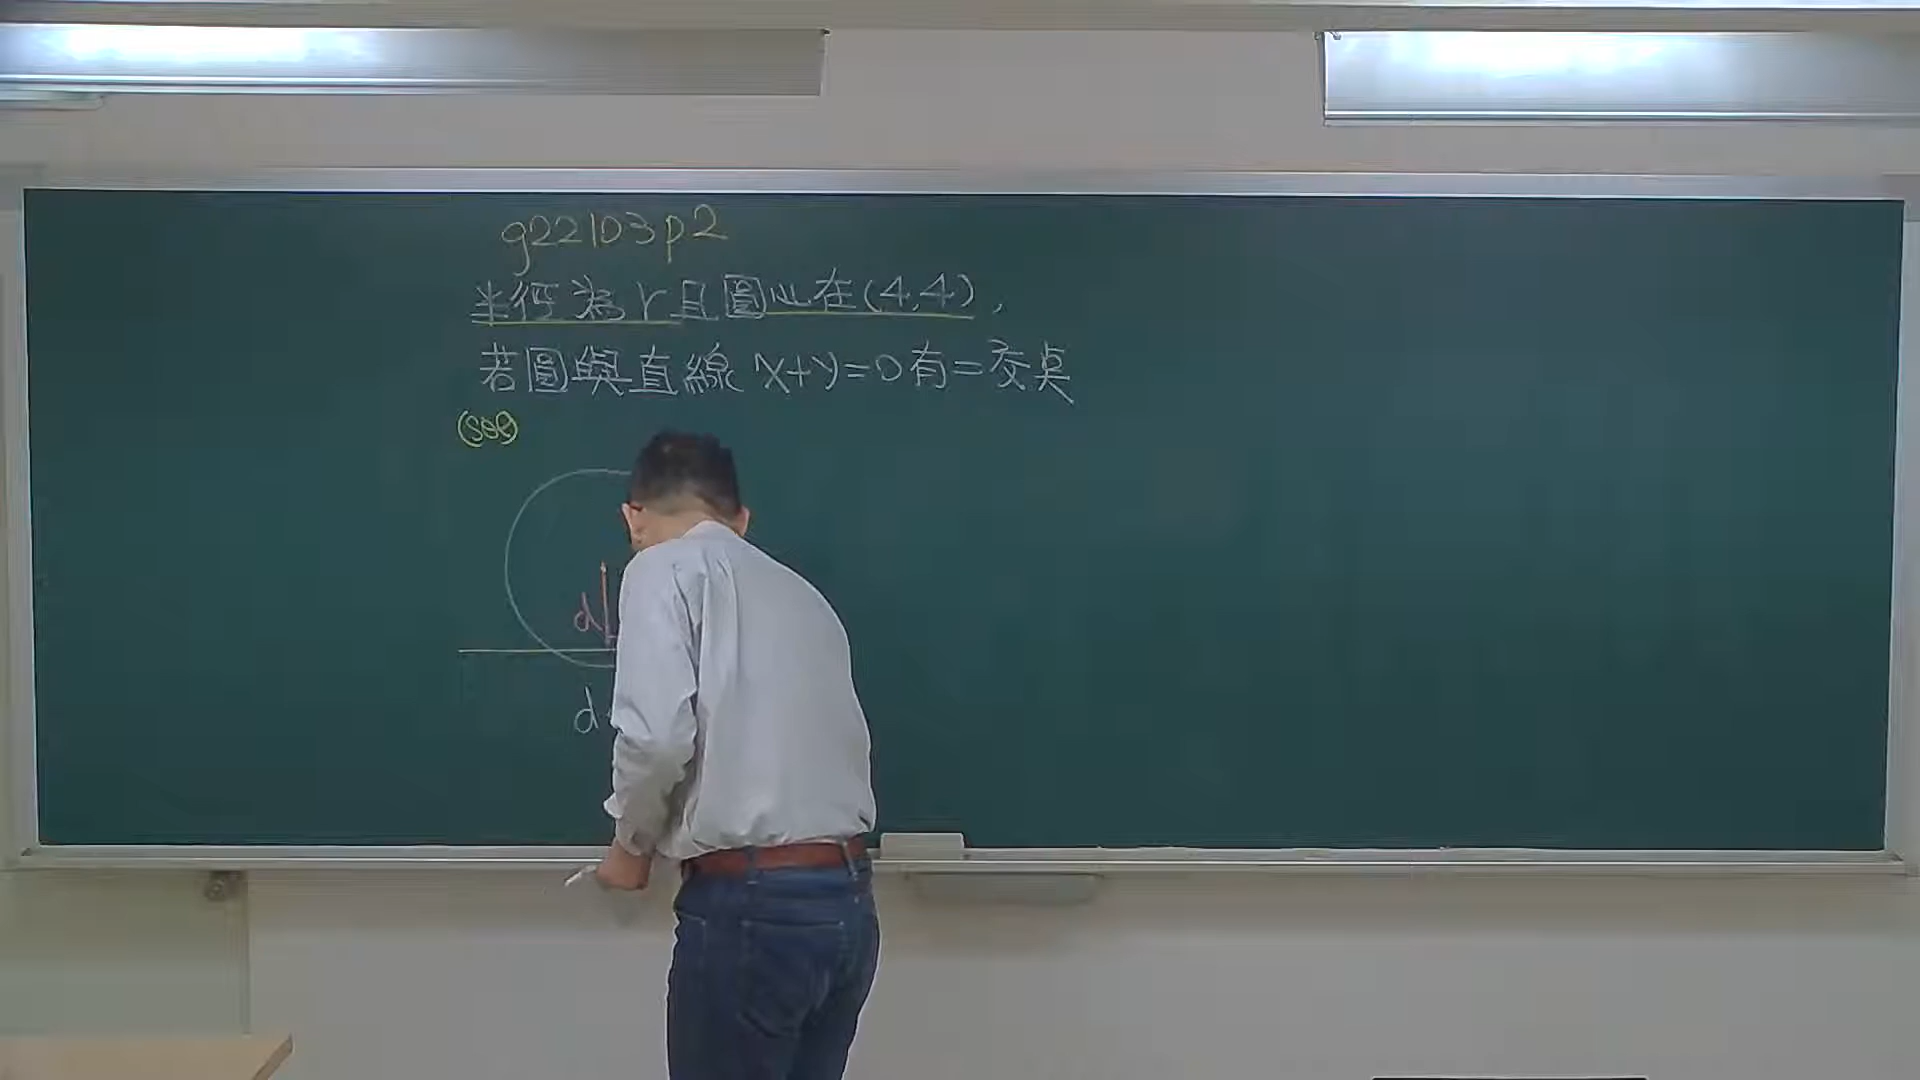 g22103p2
半徑為r且圓心在(4,4),
若圓與直線 x+y=0有二交點
(sol)
d
d